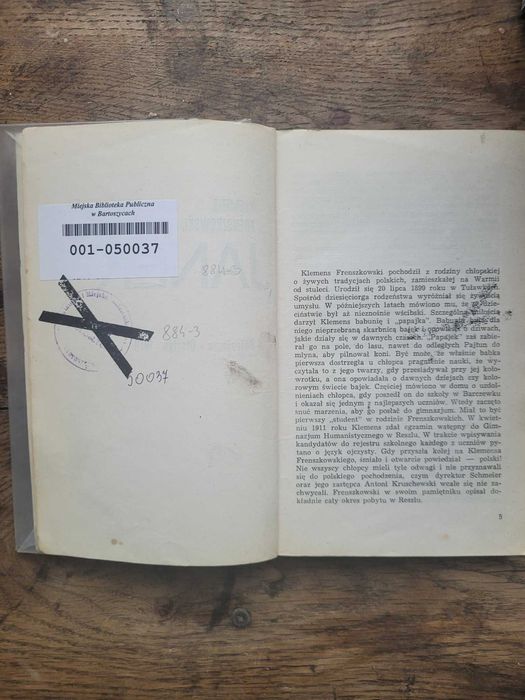 Miejska Biblioteka Publiczna
w Bartoszycach
001-050037
884-3
884-3
50037
Klemens Frenszkowski pochodził z rodziny chłopskiej
o żywych tradycjach polskich, zamieszkałej na Warmii
od stuleci. Urodził się 20 lipca 1899 roku w Tuławkach.
Spośród dziesięciorga rodzeństwa wyróżniał się żywością
umysłu. W późniejszych latach mówiono mu, że w dzie-
ciństwie był aż nieznośnie wścibski. Szczególną miłością
darzył Klemens babunię i „papajka". Babunia była dla
niego nieprzebraną skarbnicą bajek i opowieści o dziwach,
jakie działy się w dawnych czasach. „Papajek" zaś zabie-
rał go na pole, do lasu, nawet do odległych Pajtun do
młyna, aby pilnował koni. Być może, że właśnie babka
pierwsza dostrzegła u chłopca pragnienie nauki, że wy-
czytała to z jego twarzy, gdy przesiadywał przy jej koło-
wrotku, a ona opowiadała o dawnych dziejach czy kolo-
rowym świecie bajek. Częściej mówiono w domu o uzdol-
nieniach chłopca, gdy poszedł on do szkoły w Barczewku
i okazał się jednym z najlepszych uczniów. Wtedy zaczęto
snuć marzenia, aby go posłać do gimnazjum. Miał to być
pierwszy „student" w rodzinie Frenszkowskich. W kwiet-
niu 1911 roku Klemens zdał egzamin wstępny do Gim-
nazjum Humanistycznego w Reszlu. W trakcie wpisywania
kandydatów do rejestru szkolnego każdego z uczniów py-
tano o język ojczysty. Gdy przyszła kolej na Klemensa
Frenszkowskiego, śmiało i otwarcie powiedział — polski!
Nie wszyscy chłopcy mieli tyle odwagi i nie przyznawali
się do polskiego pochodzenia, czym dyrektor Schmeier
oraz jego zastępca Antoni Kruschewski wcale się nie za-
chwycali. Frenszkowski w swoim pamiętniku opisał do-
kładnie cały okres pobytu w Reszlu.
5